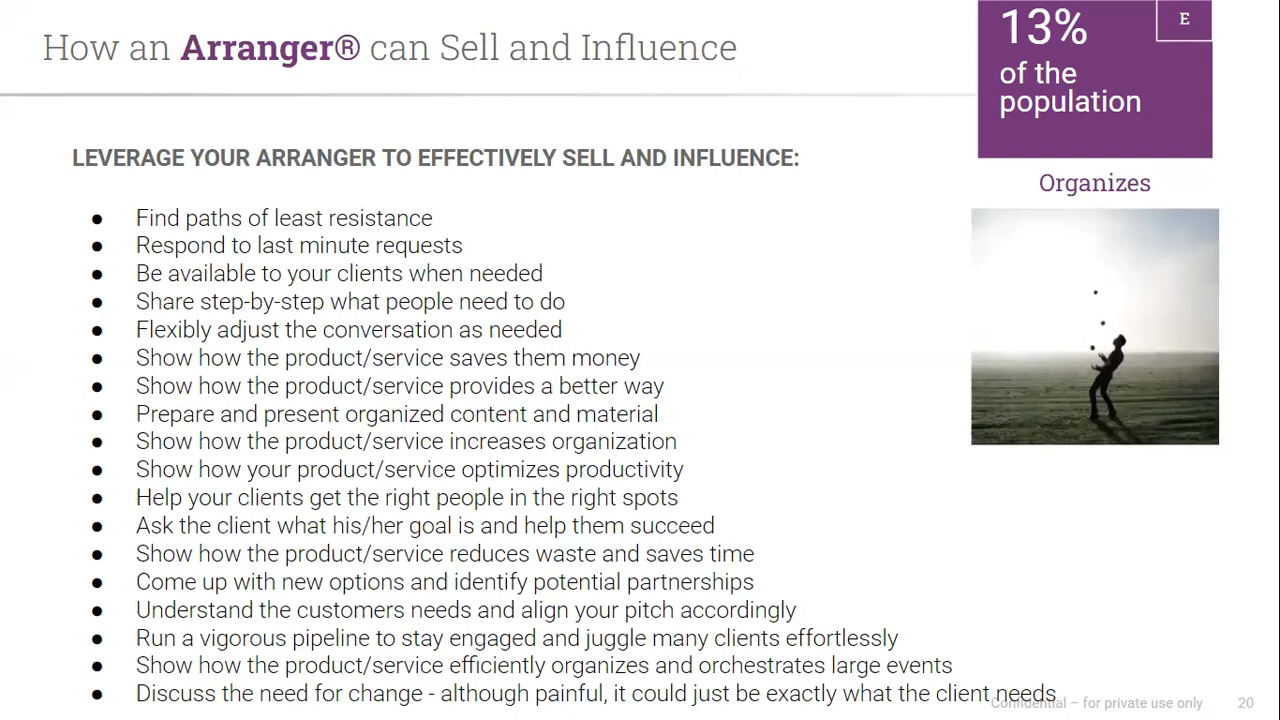 How an Arranger® can Sell and Influence
13%
E
of the
population
Organizes
LEVERAGE YOUR ARRANGER TO EFFECTIVELY SELL AND INFLUENCE:
● Find paths of least resistance
● Respond to last minute requests
● Be available to your clients when needed
● Share step-by-step what people need to do
● Flexibly adjust the conversation as needed
● Show how the product/service saves them money
● Show how the product/service provides a better way
● Prepare and present organized content and material
● Show how the product/service increases organization
● Show how your product/service optimizes productivity
● Help your clients get the right people in the right spots
● Ask the client what his/her goal is and help them succeed
● Show how the product/service reduces waste and saves time
● Come up with new options and identify potential partnerships
● Understand the customers needs and align your pitch accordingly
● Run a vigorous pipeline to stay engaged and juggle many clients effortlessly
● Show how the product/service efficiently organizes and orchestrates large events
● Discuss the need for change - although painful, it could just be exactly what the client needs
Confidential – for private use only 20